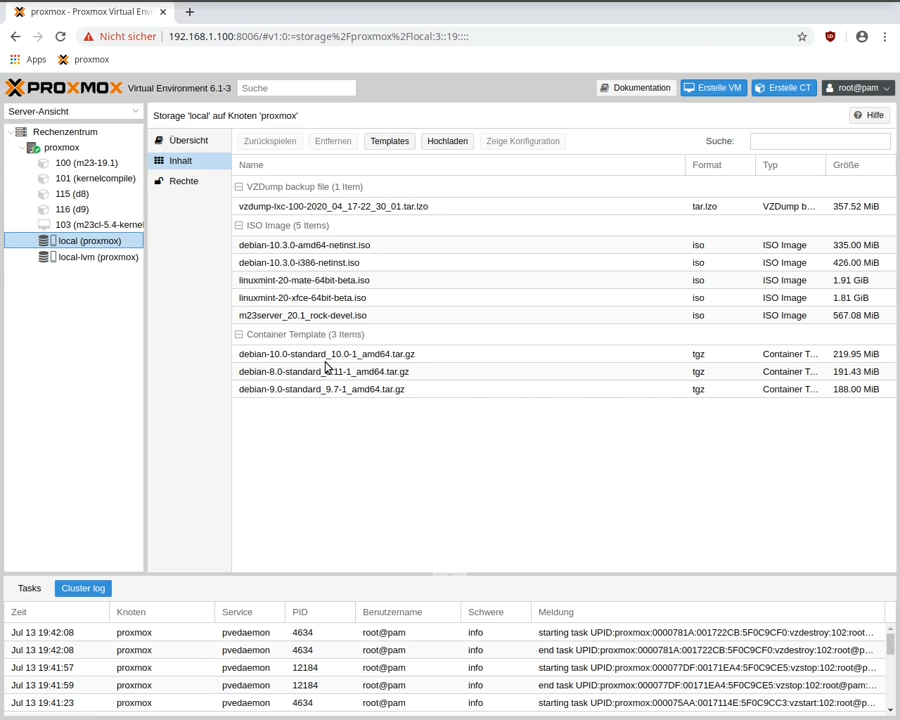 proxmox - Proxmox Virtual Env
Nicht sicher 192.168.1.100:8006/#v1:0:=storage%2Fproxmox%2Flocal:3::19::::
Apps proxmox
PROXMOX Virtual Environment 6.1-3 Suche Dokumentation Erstelle VM Erstelle CT root@pam
Server-Ansicht
Rechenzentrum
proxmox
100 (m23-19.1)
101 (kernelcompile)
115 (d8)
116 (d9)
103 (m23cl-5.4-kernel
local (proxmox)
local-lvm (proxmox)
Storage 'local' auf Knoten 'proxmox' Hilfe
Übersicht
Inhalt
Rechte
Zurückspielen Entfernen Templates Hochladen Zeige Konfiguration Suche:
Name Format Typ Größe
VZDump backup file (1 Item)
vzdump-lxc-100-2020_04_17-22_30_01.tar.lzo tar.lzo VZDump b... 357.52 MiB
ISO Image (5 Items)
debian-10.3.0-amd64-netinst.iso iso ISO Image 335.00 MiB
debian-10.3.0-i386-netinst.iso iso ISO Image 426.00 MiB
linuxmint-20-mate-64bit-beta.iso iso ISO Image 1.91 GiB
linuxmint-20-xfce-64bit-beta.iso iso ISO Image 1.81 GiB
m23server_20.1_rock-devel.iso iso ISO Image 567.08 MiB
Container Template (3 Items)
debian-10.0-standard_10.0-1_amd64.tar.gz tgz Container T... 219.95 MiB
debian-8.0-standard_8.11-1_amd64.tar.gz tgz Container T... 191.43 MiB
debian-9.0-standard_9.7-1_amd64.tar.gz tgz Container T... 188.00 MiB
Tasks Cluster log
Zeit Knoten Service PID Benutzername Schwere Meldung
Jul 13 19:42:08 proxmox pvedaemon 4634 root@pam info starting task UPID:proxmox:0000781A:001722CB:5F0C9CF0:vzdestroy:102:root...
Jul 13 19:42:08 proxmox pvedaemon 4634 root@pam info end task UPID:proxmox:0000781A:001722CB:5F0C9CF0:vzdestroy:102:root@p...
Jul 13 19:41:57 proxmox pvedaemon 12184 root@pam info starting task UPID:proxmox:000077DF:00171EA4:5F0C9CE5:vzstop:102:root@p...
Jul 13 19:41:59 proxmox pvedaemon 12184 root@pam info end task UPID:proxmox:000077DF:00171EA4:5F0C9CE5:vzstop:102:root@pam:...
Jul 13 19:41:23 proxmox pvedaemon 4634 root@pam info starting task UPID:proxmox:000075AA:0017114E:5F0C9CC3:vzstart:102:root@p...